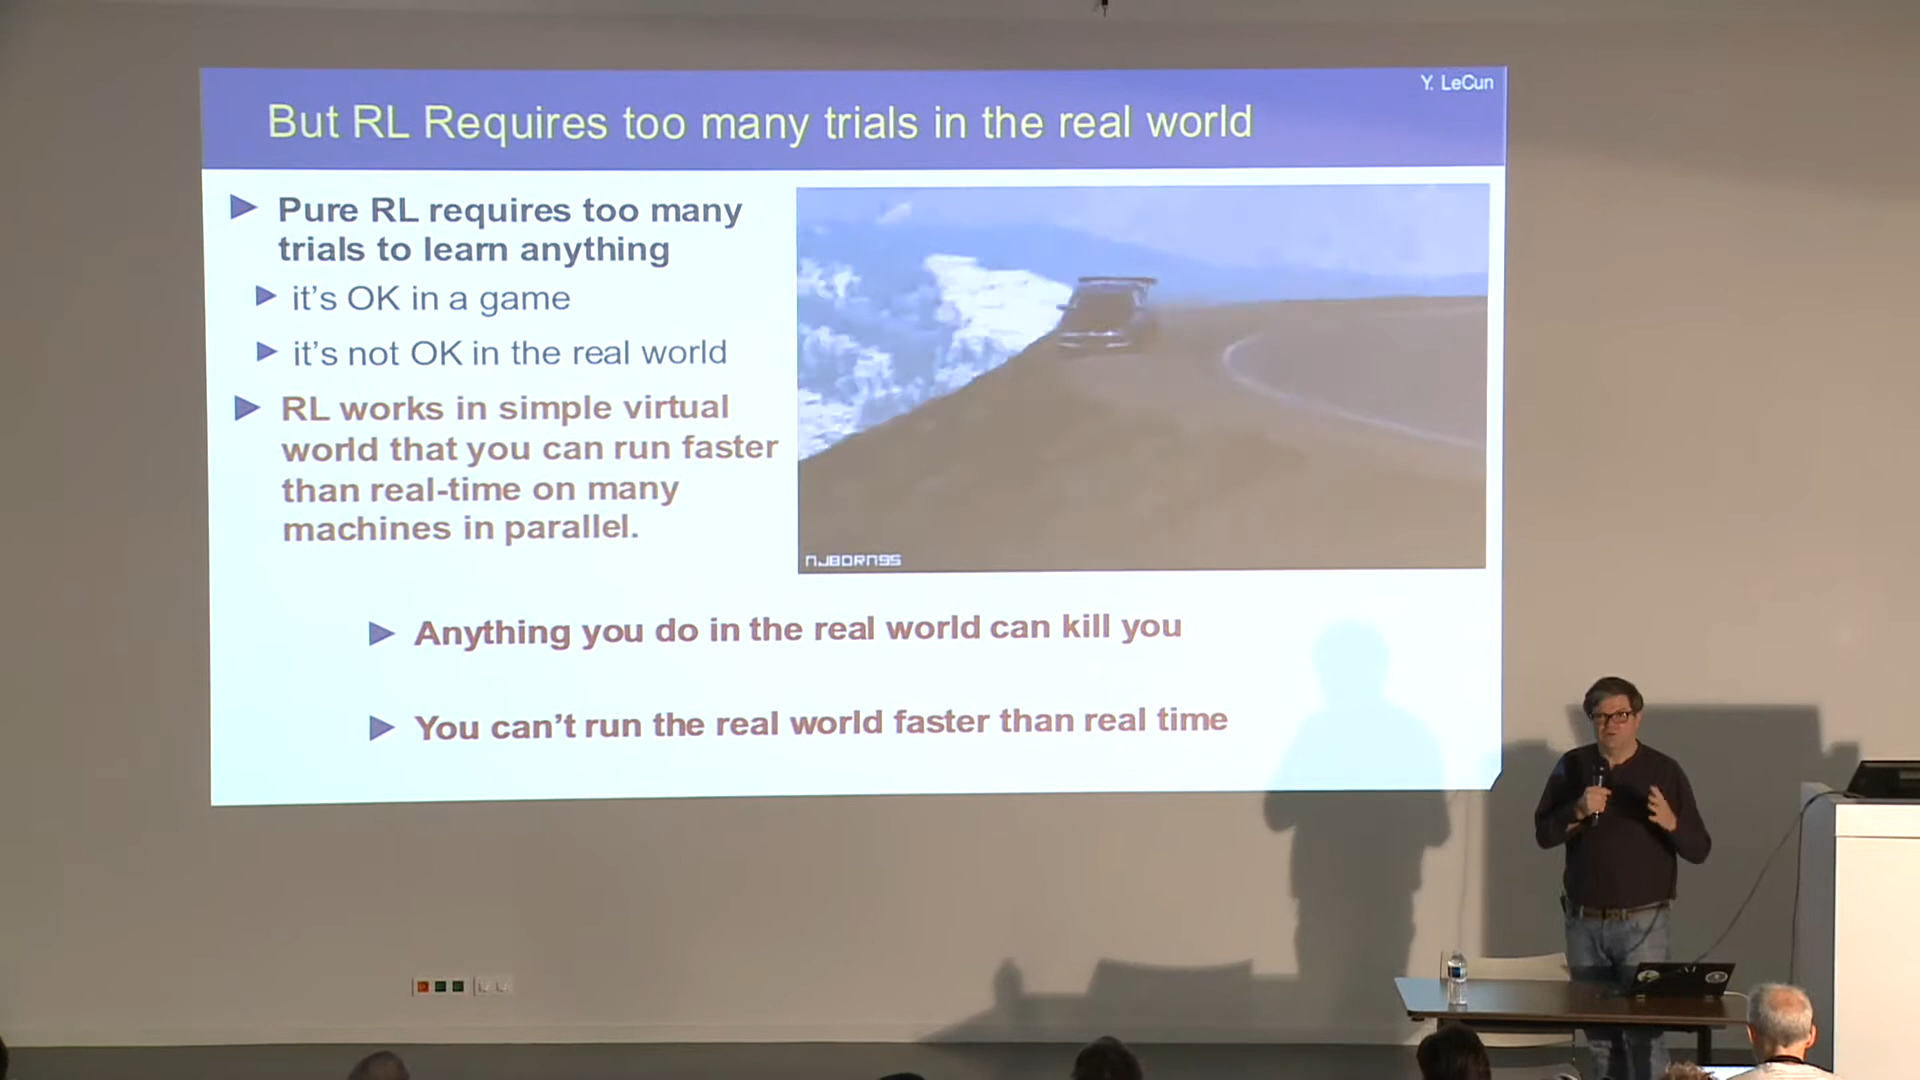 Y. LeCun
But RL Requires too many trials in the real world
Pure RL requires too many
trials to learn anything
it's OK in a game
it's not OK in the real world
RL works in simple virtual
world that you can run faster
than real-time on many
machines in parallel.
NJBORN95
Anything you do in the real world can kill you
You can't run the real world faster than real time